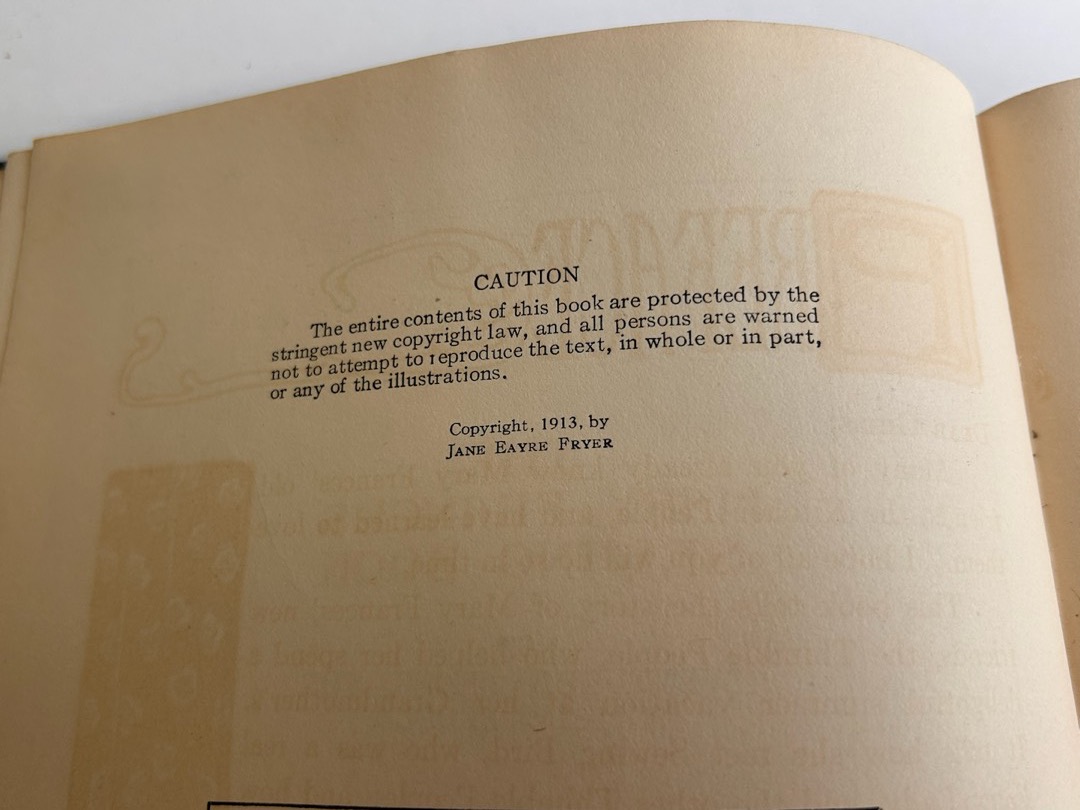 CAUTION
The entire contents of this book are protected by the
stringent new copyright law, and all persons are warned
not to attempt to reproduce the text, in whole or in part,
or any of the illustrations.
Copyright, 1913, by
JANE EAYRE FRYER